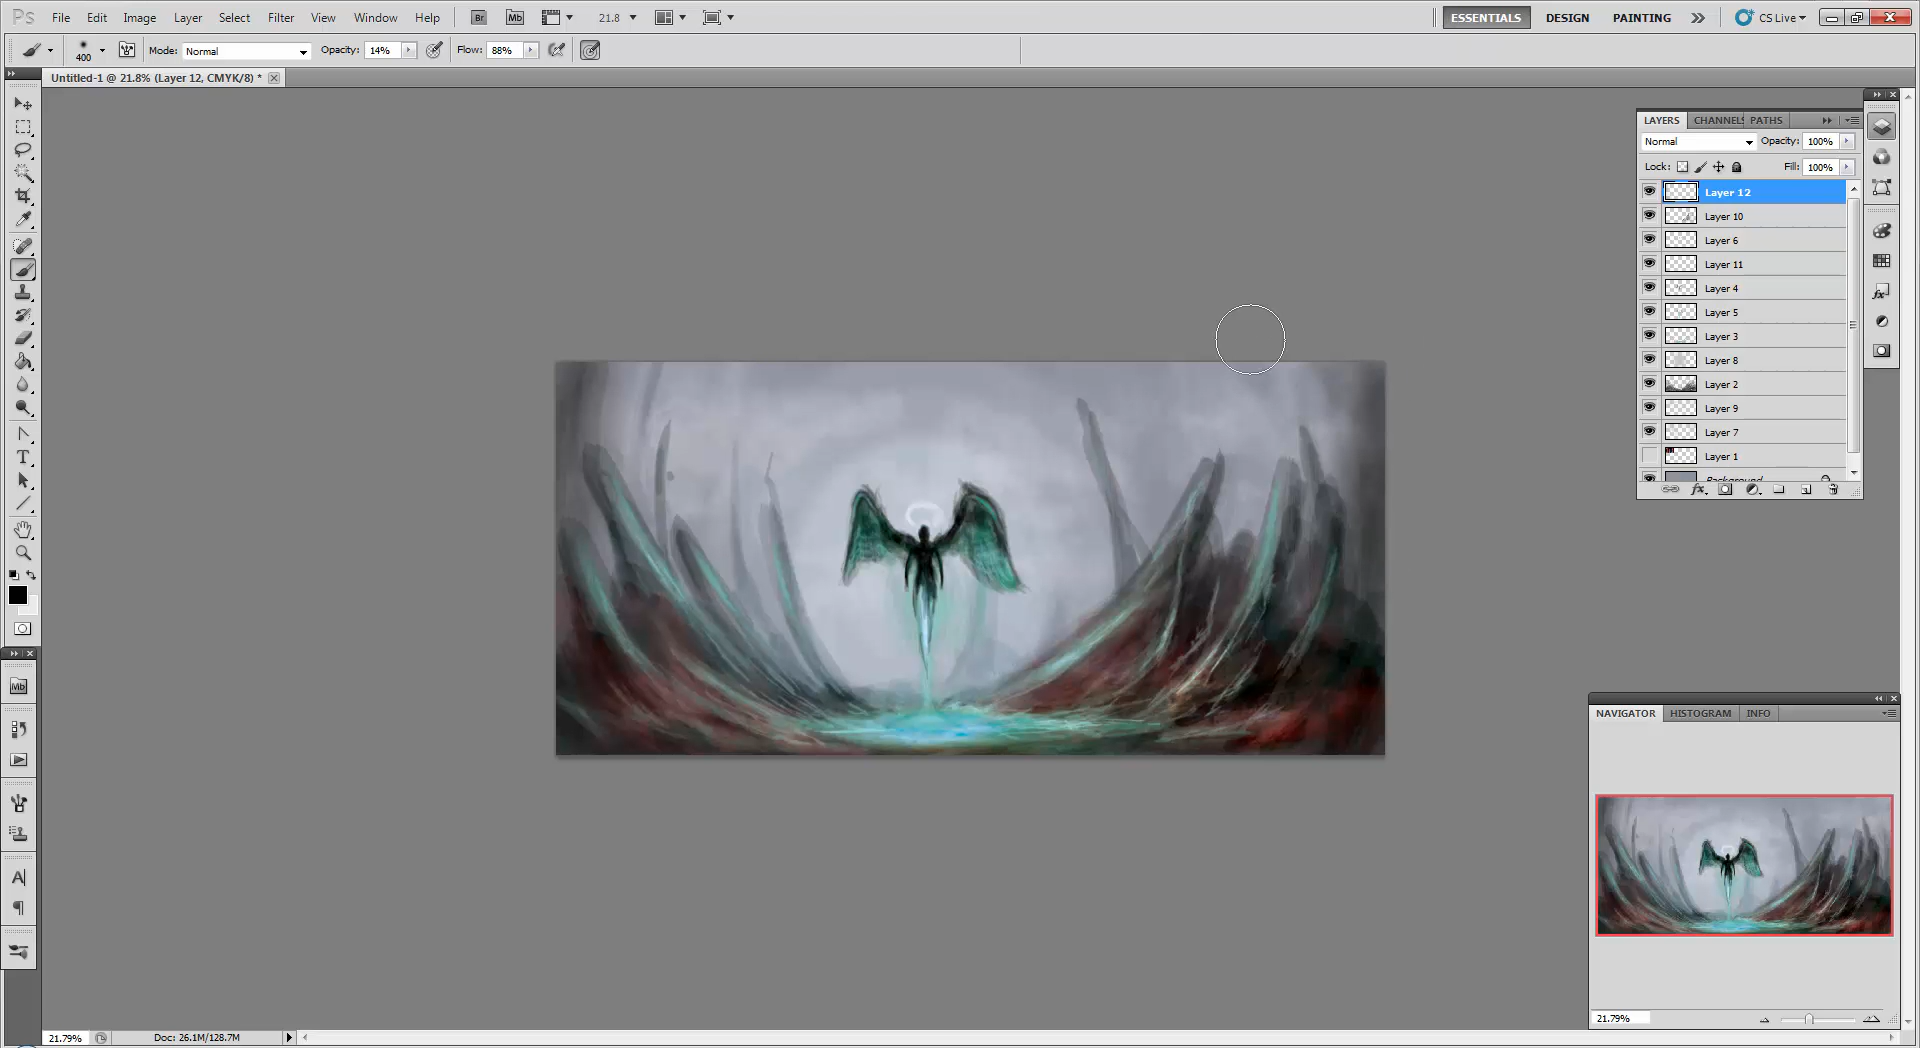 Ps File Edit Image Layer Select Filter View Window Help Br Mb 21.8 ESSENTIALS DESIGN PAINTING CS Live
400 Mode: Normal Opacity: 14% Flow: 88%
Untitled-1 @ 21.8% (Layer 12, CMYK/8) *
LAYERS CHANNELS PATHS
Normal Opacity: 100%
Lock: Fill: 100%
Layer 12
Layer 10
Layer 6
Layer 11
Layer 4
Layer 5
Layer 3
Layer 8
Layer 2
Layer 9
Layer 7
Layer 1
Background
fx
fx
T
Mb
A
NAVIGATOR HISTOGRAM INFO
21.79%
21.79% Doc: 26.1M/128.7M